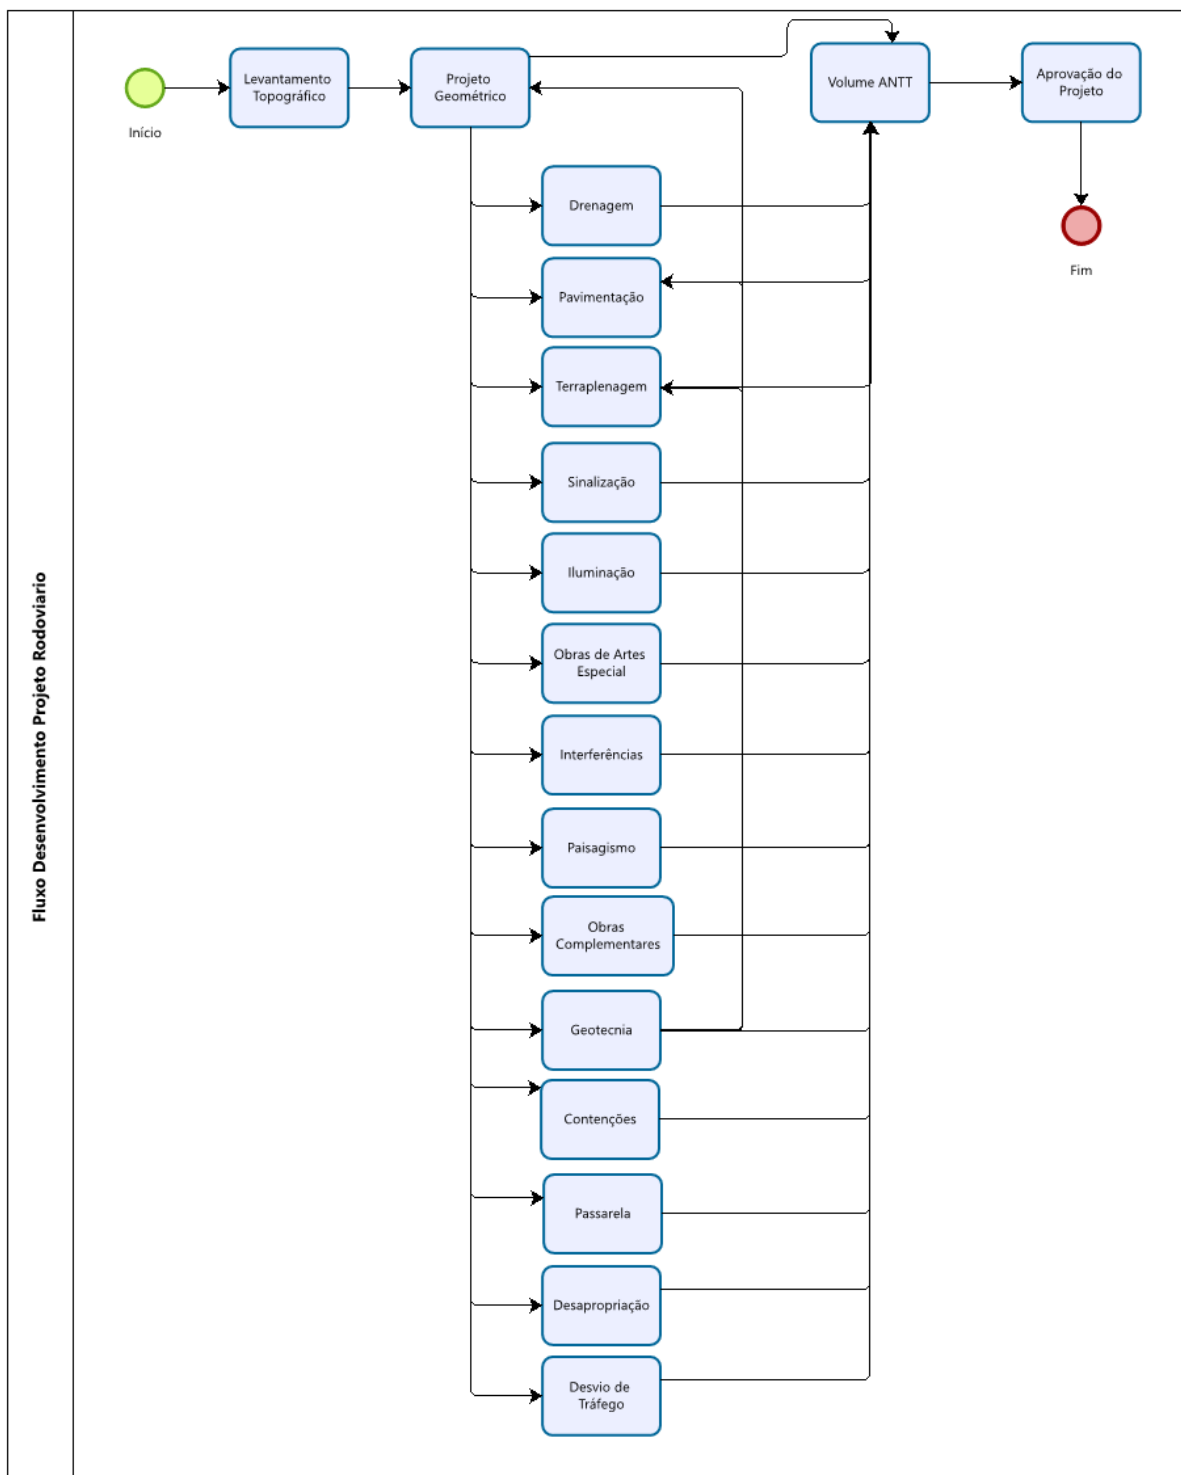 Fluxo Desenvolvimento Projeto Rodoviario
Início
Levantamento
Topográfico
Projeto
Geométrico
Volume ANTT
Aprovação do
Projeto
Fim
Drenagem
Pavimentação
Terraplenagem
Sinalização
Iluminação
Obras de Artes
Especial
Interferências
Paisagismo
Obras
Complementares
Geotecnia
Contenções
Passarela
Desapropriação
Desvio de
Tráfego